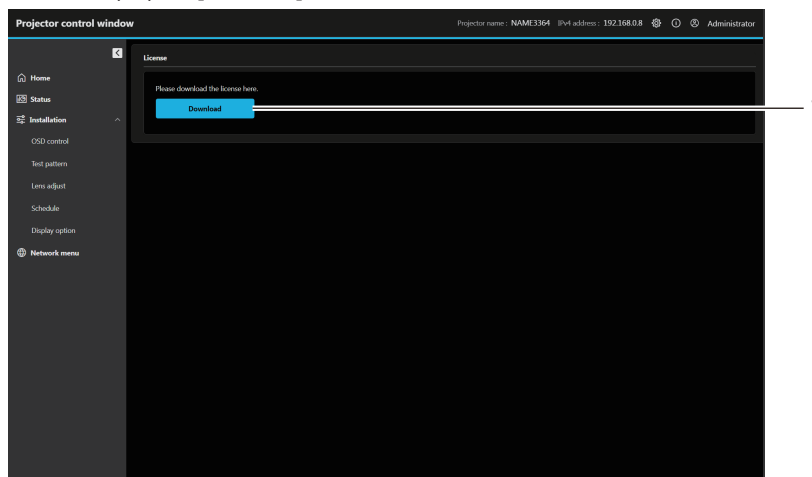 Projector control window
Projector name : NAME3364 IPv4 address : 192.168.0.8 Administrator
License
Please download the license here.
Download
Home
Status
Installation
OSD control
Test pattern
Lens adjust
Schedule
Display option
Network menu